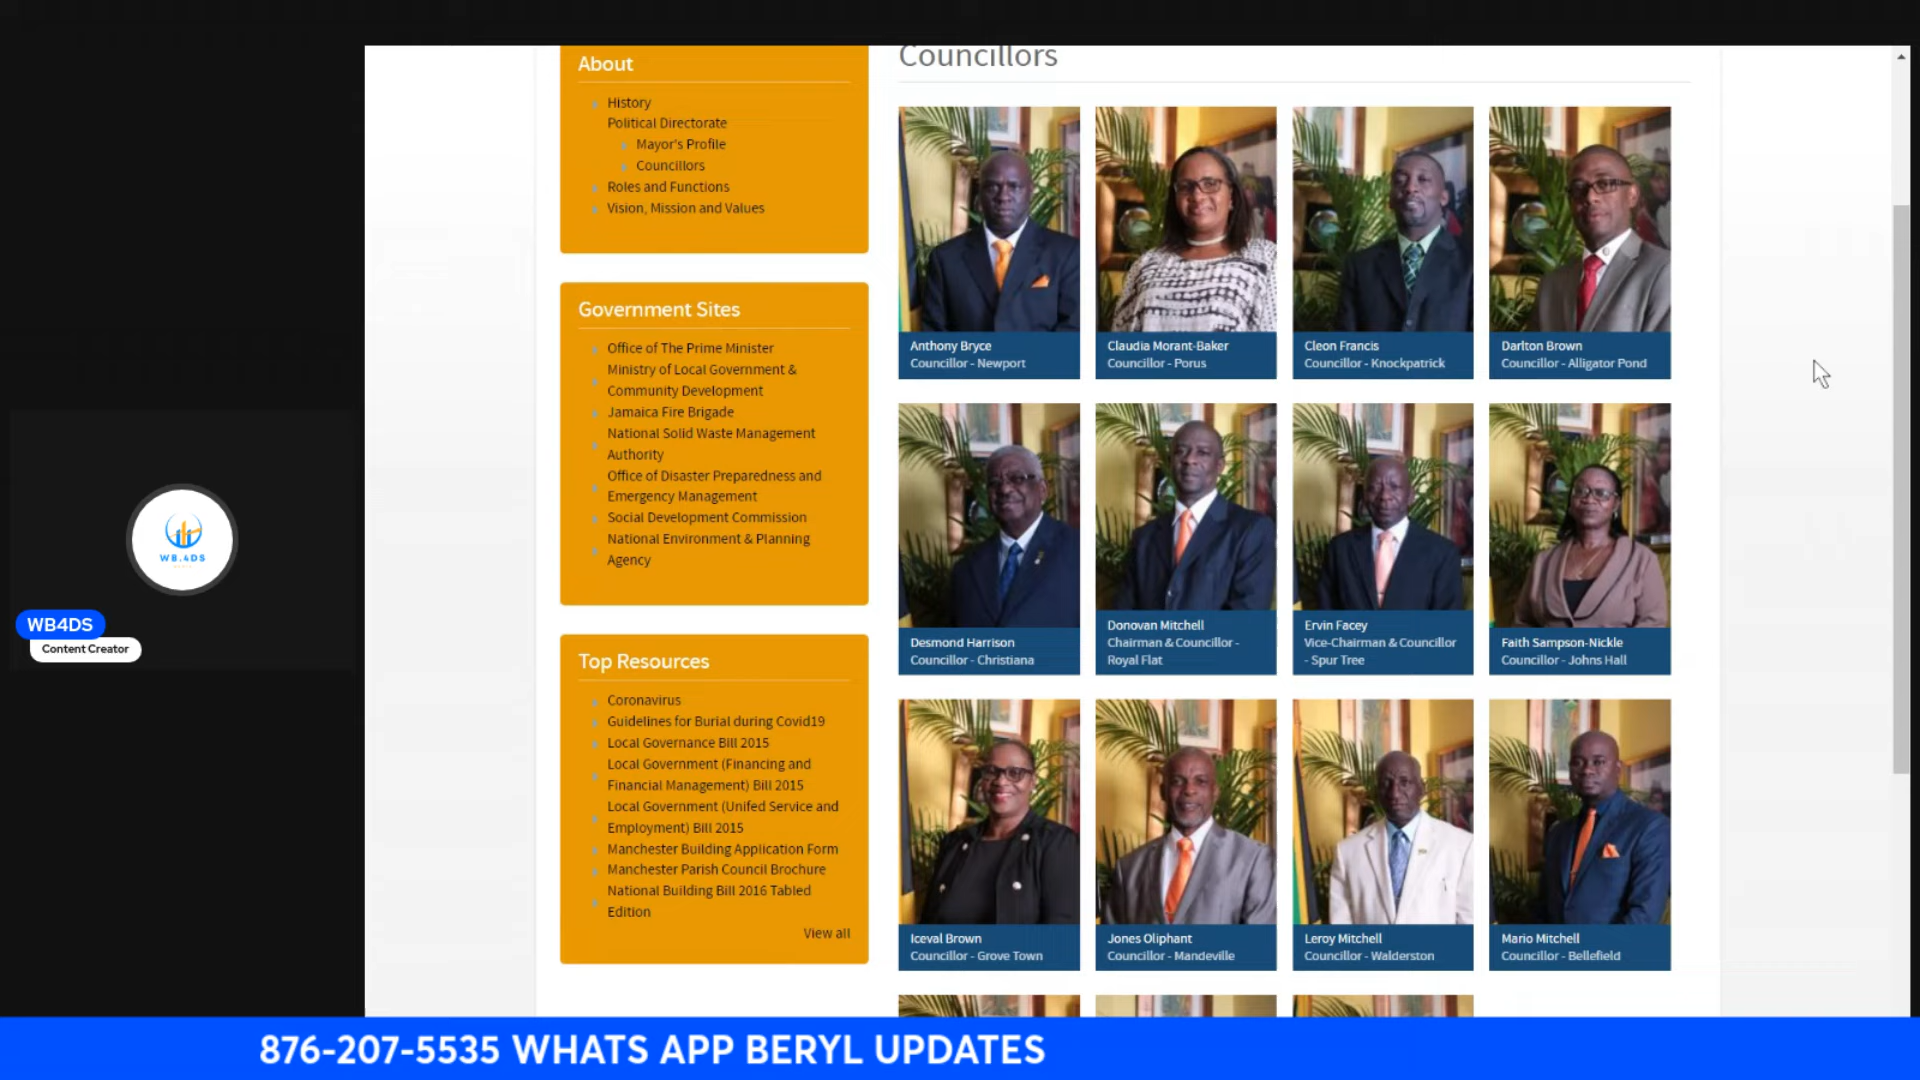 About
History
Political Directorate
Mayor's Profile
Councillors
Roles and Functions
Vision, Mission and Values
Government Sites
Office of The Prime Minister
Ministry of Local Government &
Community Development
Jamaica Fire Brigade
National Solid Waste Management
Authority
Office of Disaster Preparedness and
Emergency Management
Social Development Commission
National Environment & Planning
Agency
Top Resources
Coronavirus
Guidelines for Burial during Covid19
Local Governance Bill 2015
Local Government (Financing and
Financial Management) Bill 2015
Local Government (Unifed Service and
Employment) Bill 2015
Manchester Building Application Form
Manchester Parish Council Brochure
National Building Bill 2016 Tabled
Edition
View all
Councillors
Anthony Bryce
Councillor - Newport
Claudia Morant-Baker
Councillor - Porus
Cleon Francis
Councillor - Knockpatrick
Darlton Brown
Councillor - Alligator Pond
Desmond Harrison
Councillor - Christiana
Donovan Mitchell
Chairman & Councillor -
Royal Flat
Ervin Facey
Vice-Chairman & Councillor
- Spur Tree
Faith Sampson-Nickle
Councillor - Johns Hall
Iceval Brown
Councillor - Grove Town
Jones Oliphant
Councillor - Mandeville
Leroy Mitchell
Councillor - Walderston
Mario Mitchell
Councillor - Bellefield
WB.4DS
WB4DS
Content Creator
876-207-5535 WHATS APP BERYL UPDATES